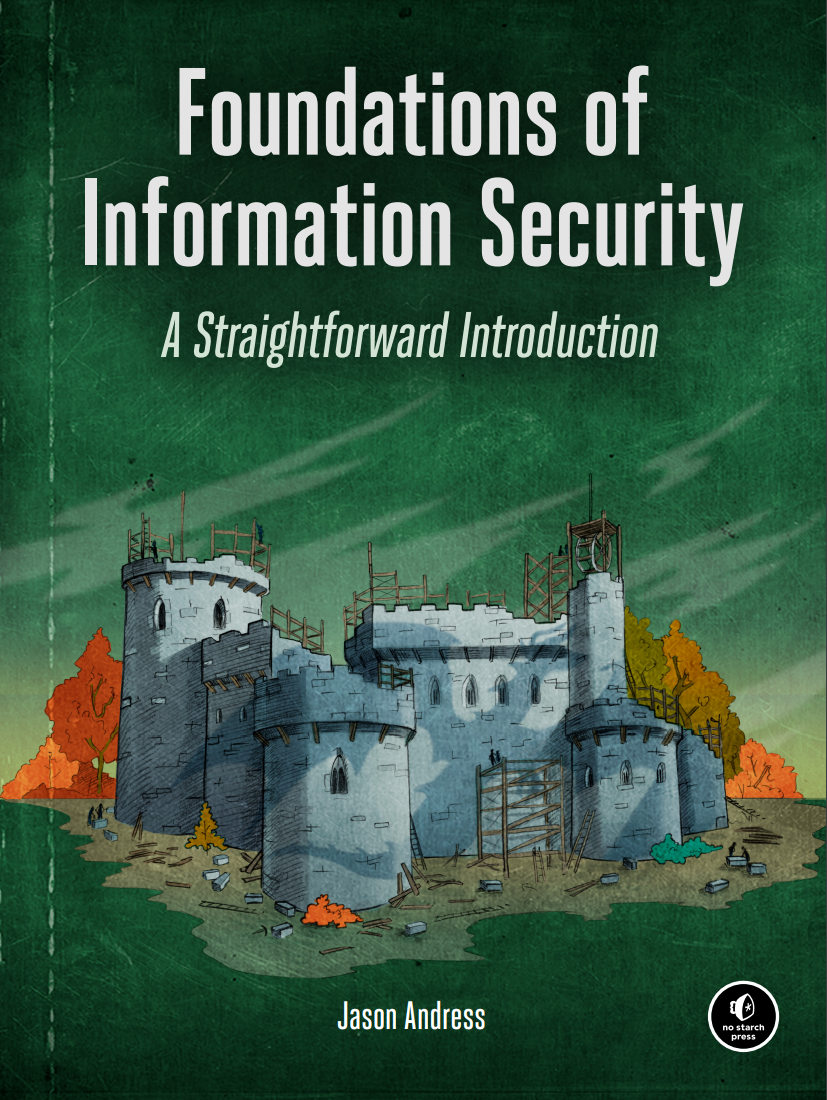 Foundations of
Information Security
A Straightforward Introduction
Jason Andress
no starch
press